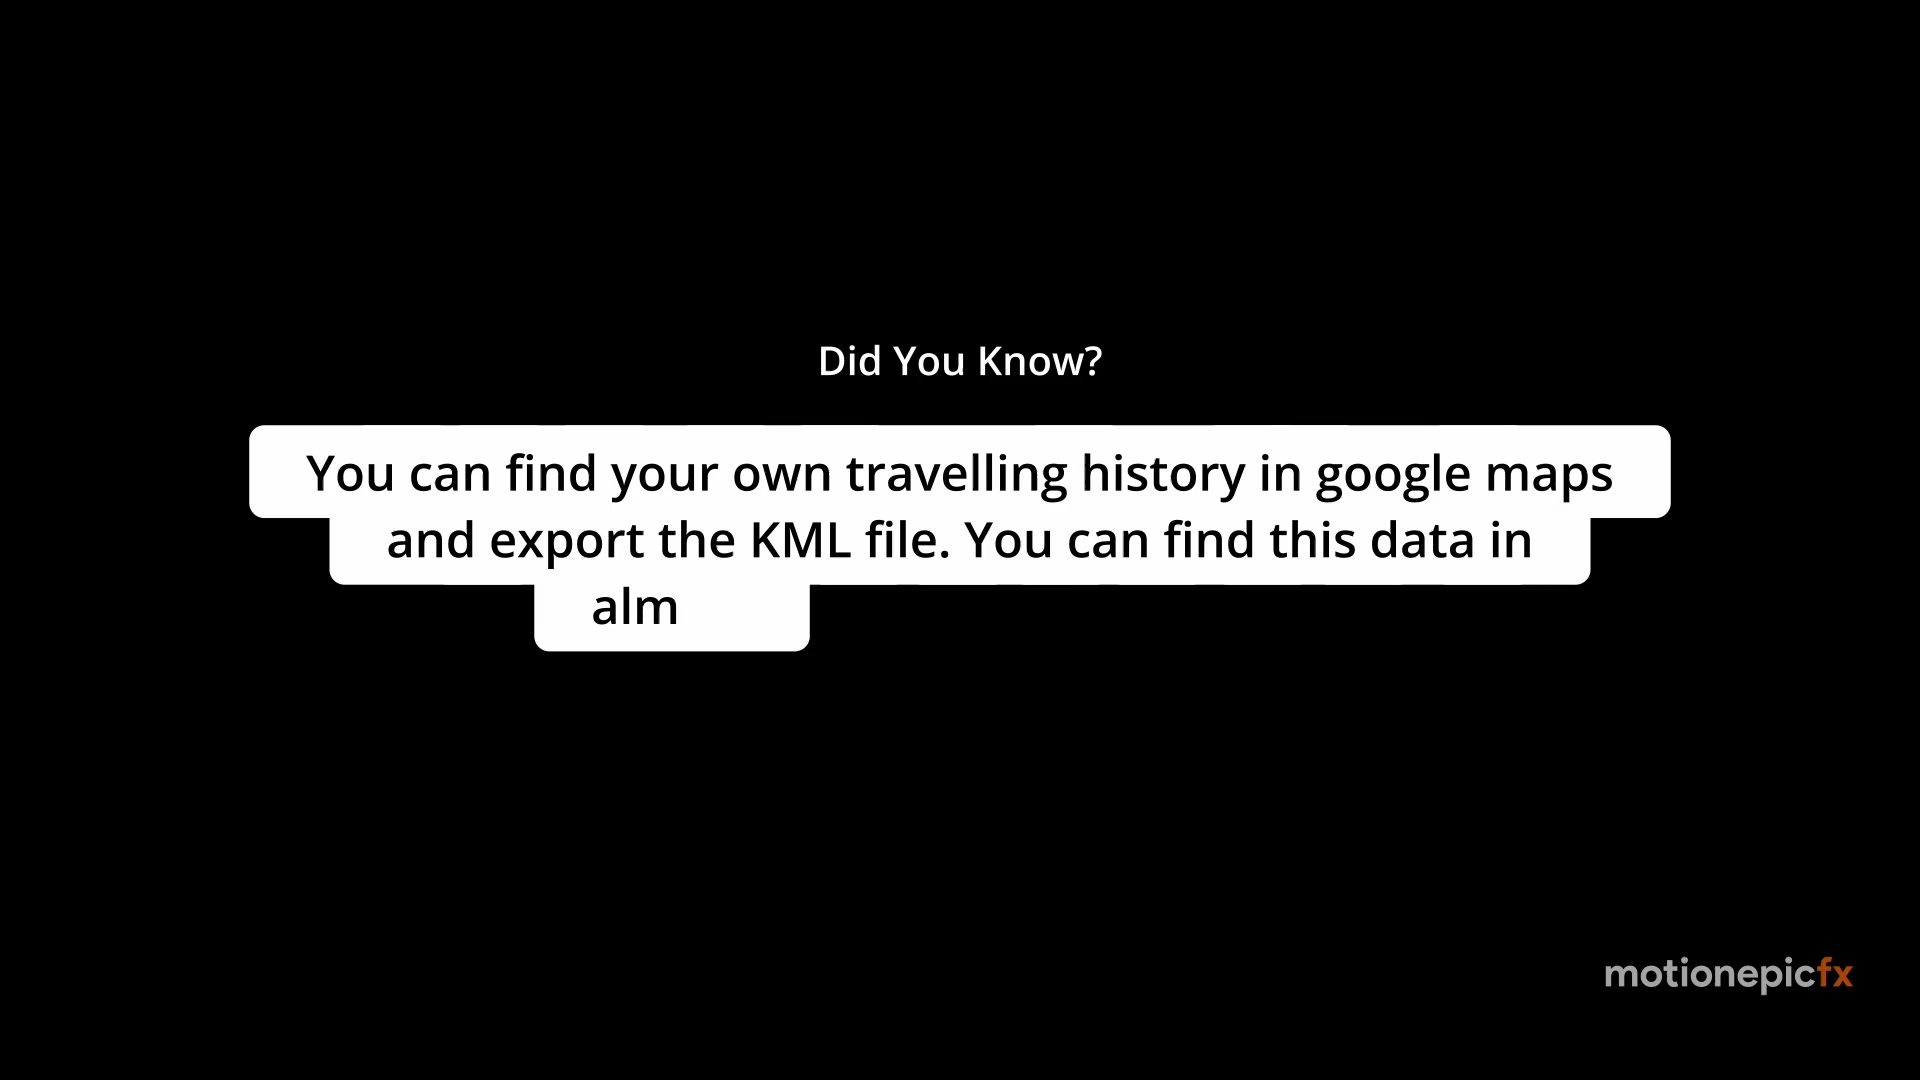 Did You Know?
You can find your own travelling history in google maps
and export the KML file. You can find this data in
alm
motionepicfx